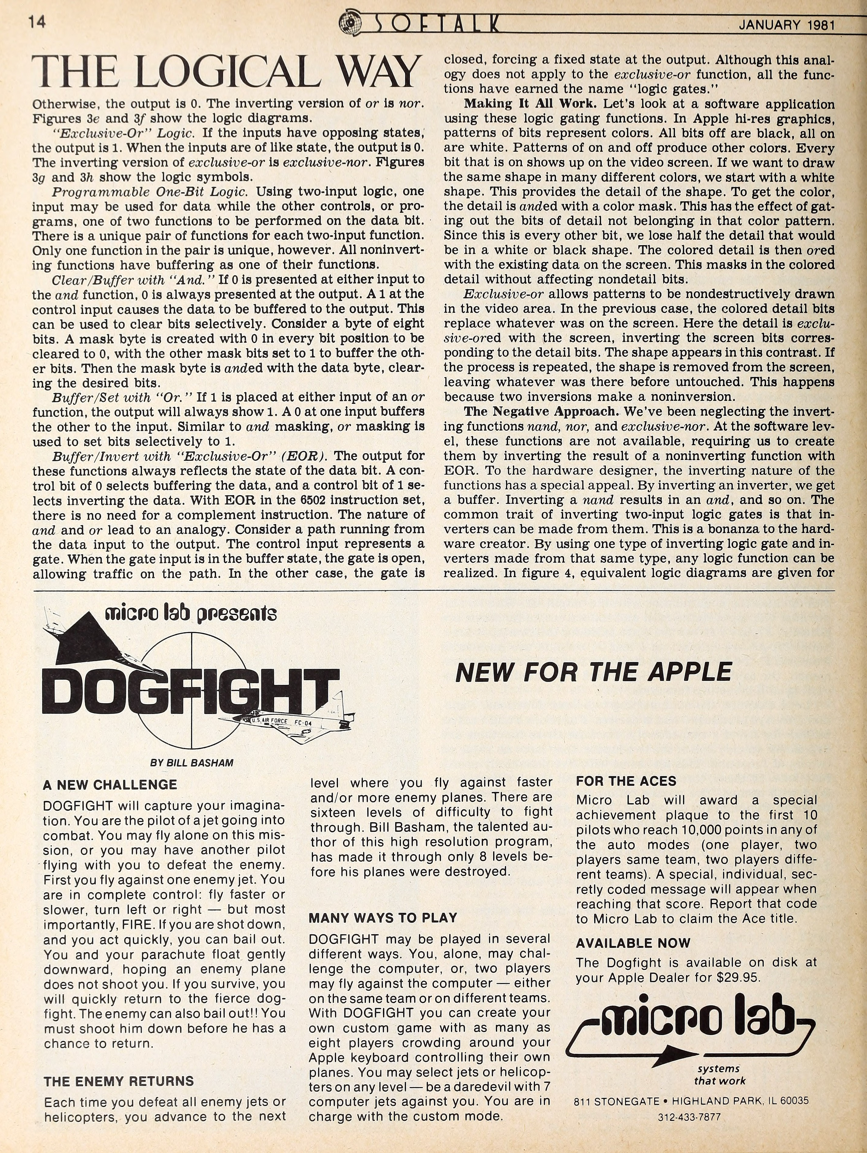 14
SOFTALK
JANUARY 1981
THE LOGICAL WAY
Otherwise, the output is 0. The inverting version of or is nor.
Figures 3e and 3f show the logic diagrams.
"Exclusive-Or" Logic. If the inputs have opposing states,
the output is 1. When the inputs are of like state, the output is 0.
The inverting version of exclusive-or is exclusive-nor. Figures
3g and 3h show the logic symbols.
Programmable One-Bit Logic. Using two-input logic, one
input may be used for data while the other controls, or pro-
grams, one of two functions to be performed on the data bit.
There is a unique pair of functions for each two-input function.
Only one function in the pair is unique, however. All noninvert-
ing functions have buffering as one of their functions.
Clear/Buffer with "And." If 0 is presented at either input to
the and function, 0 is always presented at the output. A 1 at the
control input causes the data to be buffered to the output. This
can be used to clear bits selectively. Consider a byte of eight
bits. A mask byte is created with 0 in every bit position to be
cleared to 0, with the other mask bits set to 1 to buffer the oth-
er bits. Then the mask byte is anded with the data byte, clear-
ing the desired bits.
Buffer/Set with "Or." If 1 is placed at either input of an or
function, the output will always show 1. A 0 at one input buffers
the other to the input. Similar to and masking, or masking is
used to set bits selectively to 1.
Buffer/Invert with "Exclusive-Or" (EOR). The output for
these functions always reflects the state of the data bit. A con-
trol bit of 0 selects buffering the data, and a control bit of 1 se-
lects inverting the data. With EOR in the 6502 instruction set,
there is no need for a complement instruction. The nature of
and and or lead to an analogy. Consider a path running from
the data input to the output. The control input represents a
gate. When the gate input is in the buffer state, the gate is open,
allowing traffic on the path. In the other case, the gate is
closed, forcing a fixed state at the output. Although this anal-
ogy does not apply to the exclusive-or function, all the func-
tions have earned the name "logic gates."
Making It All Work. Let's look at a software application
using these logic gating functions. In Apple hi-res graphics,
patterns of bits represent colors. All bits off are black, all on
are white. Patterns of on and off produce other colors. Every
bit that is on shows up on the video screen. If we want to draw
the same shape in many different colors, we start with a white
shape. This provides the detail of the shape. To get the color,
the detail is anded with a color mask. This has the effect of gat-
ing out the bits of detail not belonging in that color pattern.
Since this is every other bit, we lose half the detail that would
be in a white or black shape. The colored detail is then ored
with the existing data on the screen. This masks in the colored
detail without affecting nondetail bits.
Exclusive-or allows patterns to be nondestructively drawn
in the video area. In the previous case, the colored detail bits
replace whatever was on the screen. Here the detail is exclu-
sive-ored with the screen, inverting the screen bits corres-
ponding to the detail bits. The shape appears in this contrast. If
the process is repeated, the shape is removed from the screen,
leaving whatever was there before untouched. This happens
because two inversions make a noninversion.
The Negative Approach. We've been neglecting the invert-
ing functions nand, nor, and exclusive-nor. At the software lev-
el, these functions are not available, requiring us to create
them by inverting the result of a noninverting function with
EOR. To the hardware designer, the inverting nature of the
functions has a special appeal. By inverting an inverter, we get
a buffer. Inverting a nand results in an and, and so on. The
common trait of inverting two-input logic gates is that in-
verters can be made from them. This is a bonanza to the hard-
ware creator. By using one type of inverting logic gate and in-
verters made from that same type, any logic function can be
realized. In figure 4, equivalent logic diagrams are given for
micro lab presents
DOGFIGHT
U.S. AIR FORCE FC-04
BY BILL BASHAM
NEW FOR THE APPLE
A NEW CHALLENGE
DOGFIGHT will capture your imagina-
tion. You are the pilot of a jet going into
combat. You may fly alone on this mis-
sion, or you may have another pilot
flying with you to defeat the enemy.
First you fly against one enemy jet. You
are in complete control: fly faster or
slower, turn left or right — but most
importantly, FIRE. If you are shot down,
and you act quickly, you can bail out.
You and your parachute float gently
downward, hoping an enemy plane
does not shoot you. If you survive, you
will quickly return to the fierce dog-
fight. The enemy can also bail out!! You
must shoot him down before he has a
chance to return.
THE ENEMY RETURNS
Each time you defeat all enemy jets or
helicopters, you advance to the next
level where you fly against faster
and/or more enemy planes. There are
sixteen levels of difficulty to fight
through. Bill Basham, the talented au-
thor of this high resolution program,
has made it through only 8 levels be-
fore his planes were destroyed.
MANY WAYS TO PLAY
DOGFIGHT may be played in several
different ways. You, alone, may chal-
lenge the computer, or, two players
may fly against the computer — either
on the same team or on different teams.
With DOGFIGHT you can create your
own custom game with as many as
eight players crowding around your
Apple keyboard controlling their own
planes. You may select jets or helicop-
ters on any level — be a daredevil with 7
computer jets against you. You are in
charge with the custom mode.
FOR THE ACES
Micro Lab will award a special
achievement plaque to the first 10
pilots who reach 10,000 points in any of
the auto modes (one player, two
players same team, two players diffe-
rent teams). A special, individual, sec-
retly coded message will appear when
reaching that score. Report that code
to Micro Lab to claim the Ace title.
AVAILABLE NOW
The Dogfight is available on disk at
your Apple Dealer for $29.95.
micro lab
systems
that work
811 STONEGATE • HIGHLAND PARK, IL 60035
312-433-7877